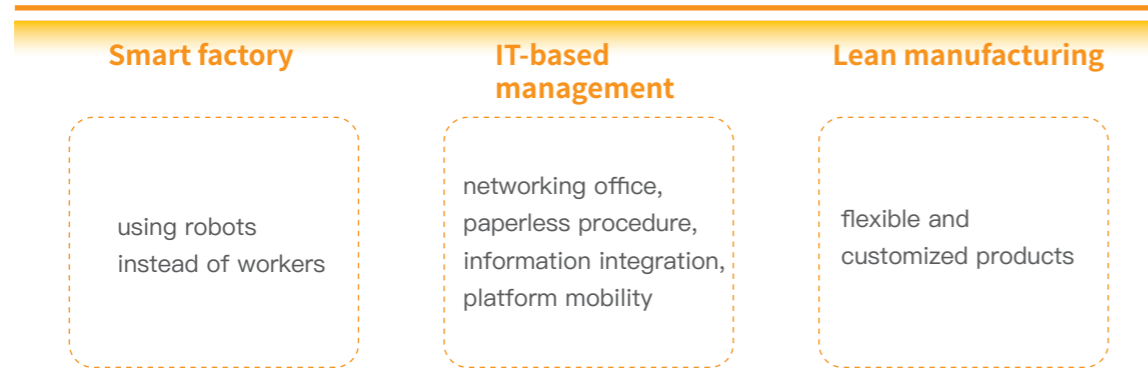 Smart factory
using robots
instead of workers
IT-based
management
networking office,
paperless procedure,
information integration,
platform mobility
Lean manufacturing
flexible and
customized products